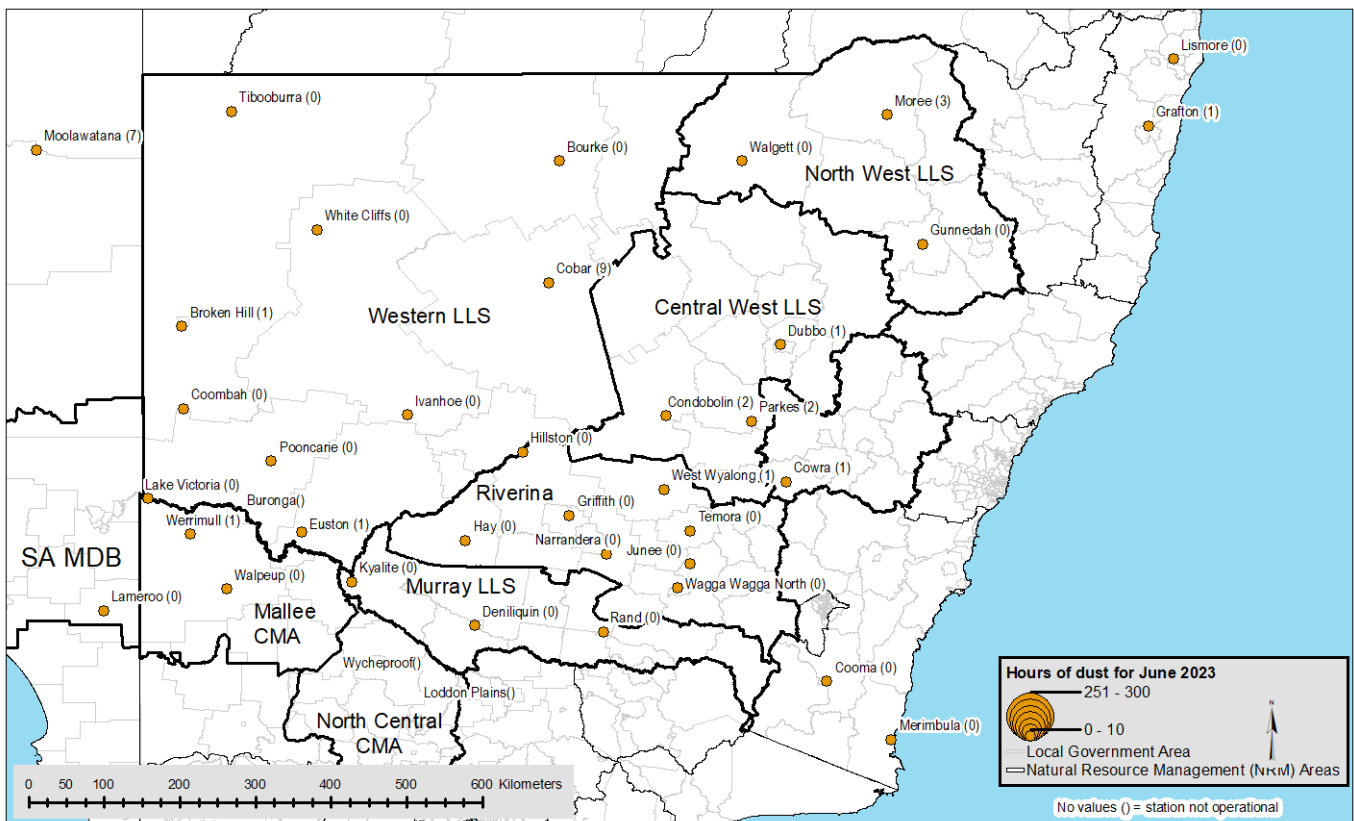 Lismore (0)
Tibooburra (0)
Moree (3)
Grafton (1)
Moolawatana (7)
Bourke (0)
Walgett (0)
North West LLS
White Cliffs (0)
Gunnedah (0)
Cobar (9)
Central West LLS
Broken Hill (1)
Western LLS
Dubbo (1)
Coombah (0)
Ivanhoe (0)
Condobolin (2)
Parkes (2)
Hillston (0)
Pooncarie (0)
West Wyalong (1)
Cowra (1)
Lake Victoria (0)
Buronga()
Riverina
Griffith (0)
Werrimull (1)
Euston (1)
Temora (0)
Hay (0)
Narrandera (0)
Junee (0)
SA MDB
Kyalite (0)
Walpeup (0)
Murray LLS
Wagga Wagga North (0)
Lameroo (0)
Mallee
CMA
Deniliquin (0)
Rand (0)
Wycheproof()
Loddon Plains()
Cooma (0)
North Central
CMA
Merimbula (0)
Hours of dust for June 2023
251 - 300
0 - 10
N
Local Government Area
Natural Resource Management (NRM) Areas
0 50 100 200 300 400 500 600 Kilometers
No values () = station not operational